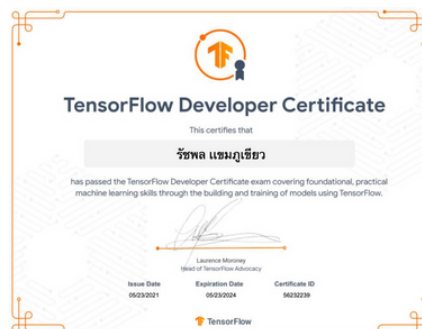 TensorFlow Developer Certificate
This certifies that
รัชพล แขมภูเขียว
has passed the TensorFlow Developer Certificate exam covering foundational, practical
machine learning skills through the building and training of models using TensorFlow.
Laurence Moroney
Head of TensorFlow Advocacy
Issue Date Expiration Date Certificate ID
05/23/2021 05/23/2024 56232239
TensorFlow